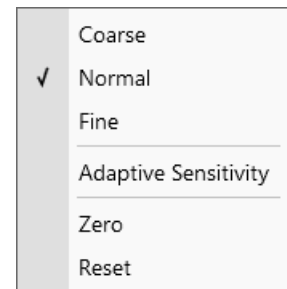 Coarse
Normal
Fine
Adaptive Sensitivity
Zero
Reset